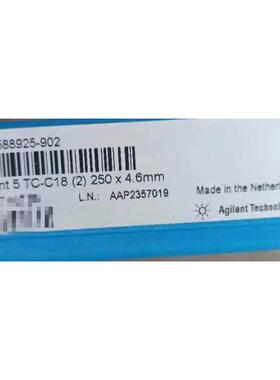 588925-902
nt 5 TC-C18 (2) 250 x 4.6mm
L.N.: AAP2357019
Made in the Nether
Agilent Technol